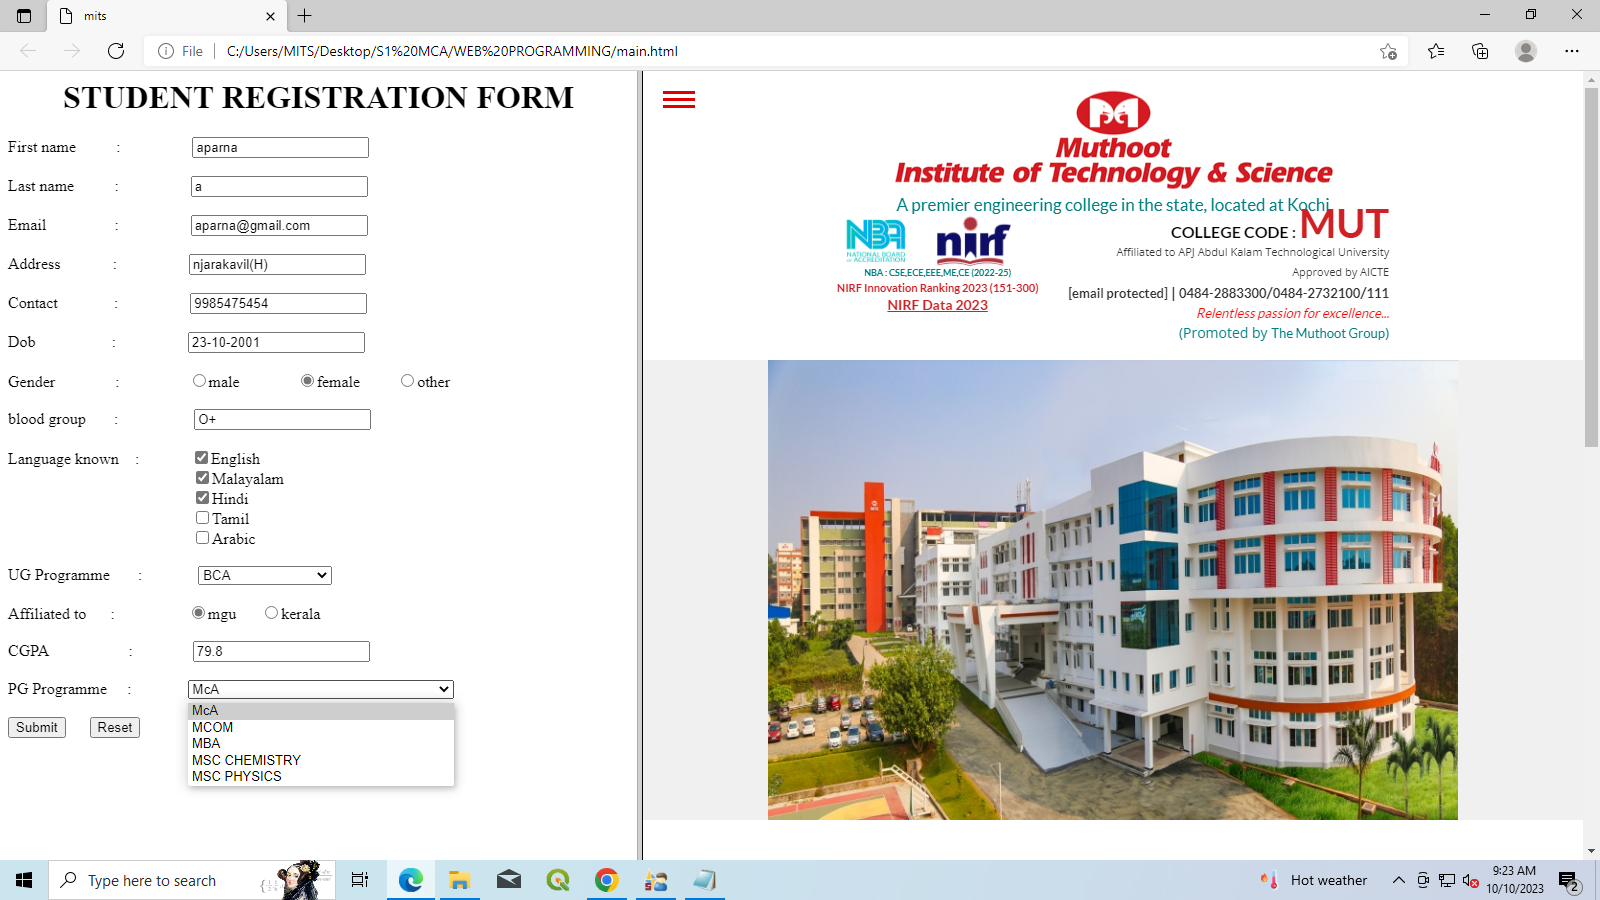 mits
File
C:/Users/MITS/Desktop/S1%20MCA/WEB%20PROGRAMMING/main.html
STUDENT REGISTRATION FORM
First name : aparna
Last name : a
Email : aparna@gmail.com
Address : njarakavil(H)
Contact : 9985475454
Dob : 23-10-2001
Gender : male female other
blood group : O+
Language known : English
Malayalam
Hindi
Tamil
Arabic
UG Programme : BCA
Affiliated to : mgu kerala
CGPA : 79.8
PG Programme : McA
McA
MCOM
MBA
MSC CHEMISTRY
MSC PHYSICS
Submit Reset
Muthoot
Institute of Technology & Science
A premier engineering college in the state, located at Kochi
NBA
NATIONAL BOARD
of ACCREDITATION
nirf
NBA : CSE,ECE,EEE,ME,CE (2022-25)
NIRF Innovation Ranking 2023 (151-300)
NIRF Data 2023
COLLEGE CODE : MUT
Affiliated to APJ Abdul Kalam Technological University
Approved by AICTE
[email protected] | 0484-2883300/0484-2732100/111
Relentless passion for excellence...
(Promoted by The Muthoot Group)
Type here to search
Hot weather
9:23 AM
10/10/2023
2